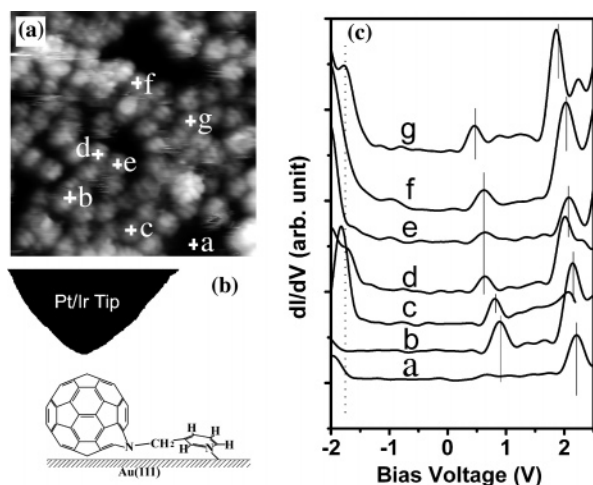 (a)
f
g
d
e
b
c
a
Pt/Ir Tip
(b)
H
H
CH2
N
N
H
H
Au(111)
(c)
dI/dV (arb. unit)
g
f
e
d
c
b
a
-2 -1 0 1 2
Bias Voltage (V)